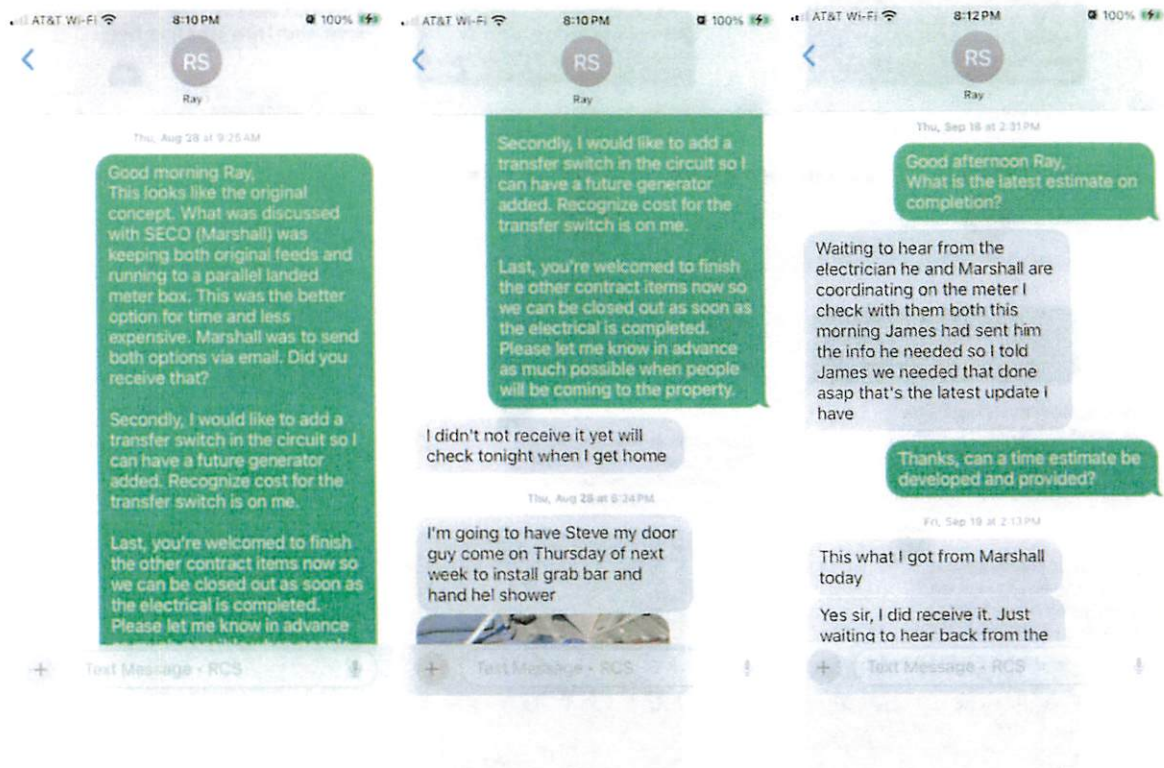 AT&T Wi-Fi 8:10 PM 100%
RS
Ray
Thu, Aug 28 at 9:25 AM
Good morning Ray,
This looks like the original
concept. What was discussed
with SECO (Marshall) was
keeping both original feeds and
running to a parallel landed
meter box. This was the better
option for time and less
expensive. Marshall was to send
both options via email. Did you
receive that?
Secondly, I would like to add a
transfer switch in the circuit so I
can have a future generator
added. Recognize cost for the
transfer switch is on me.
Last, you're welcomed to finish
the other contract items now so
we can be closed out as soon as
the electrical is completed.
Please let me know in advance
Text Message - RCS
AT&T Wi-Fi 8:10 PM 100%
RS
Ray
Secondly, I would like to add a
transfer switch in the circuit so I
can have a future generator
added. Recognize cost for the
transfer switch is on me.
Last, you're welcomed to finish
the other contract items now so
we can be closed out as soon as
the electrical is completed.
Please let me know in advance
as much possible when people
will be coming to the property.
I didn't not receive it yet will
check tonight when I get home
Thu, Aug 28 at 6:34 PM
I'm going to have Steve my door
guy come on Thursday of next
week to install grab bar and
hand hel shower
Text Message - RCS
AT&T Wi-Fi 8:12 PM 100%
RS
Ray
Thu, Sep 18 at 2:31 PM
Good afternoon Ray,
What is the latest estimate on
completion?
Waiting to hear from the
electrician he and Marshall are
coordinating on the meter I
check with them both this
morning James had sent him
the info he needed so I told
James we needed that done
asap that's the latest update I
have
Thanks, can a time estimate be
developed and provided?
Fri, Sep 19 at 2:13 PM
This what I got from Marshall
today
Yes sir, I did receive it. Just
waiting to hear back from the
Text Message - RCS